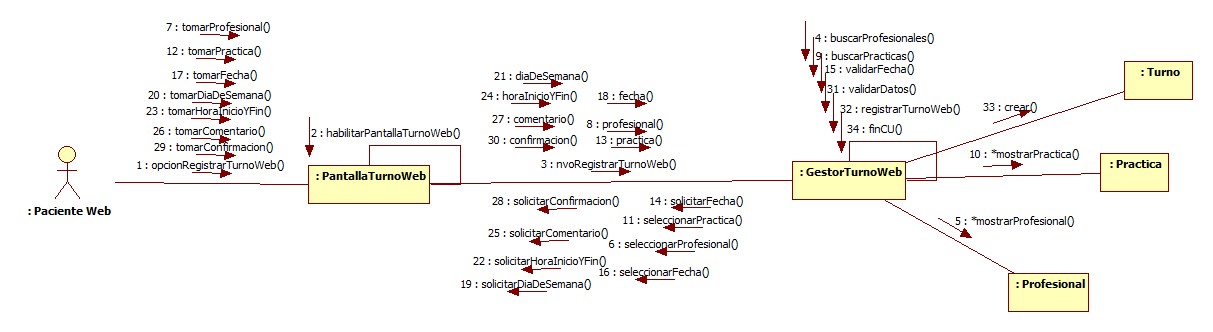 7 : tomarProfesional()
12 : tomarPractica()
17 : tomarFecha()
20 : tomarDiaDeSemana()
23 : tomarHoraInicioYFin()
26 : tomarComentario()
29 : tomarConfirmacion()
1 : opcionRegistrarTurnoWeb()
: Paciente Web
2 : habilitarPantallaTurnoWeb()
: PantallaTurnoWeb
21 : diaDeSemana()
24 : horaInicioYFin()
18 : fecha()
27 : comentario()
8 : profesional()
30 : confirmacion()
13 : practica()
3 : nvoRegistrarTurnoWeb()
28 : solicitarConfirmacion()
14 : solicitarFecha()
11 : seleccionarPractica()
25 : solicitarComentario()
6 : seleccionarProfesional()
22 : solicitarHoraInicioYFin()
16 : seleccionarFecha()
19 : solicitarDiaDeSemana()
4 : buscarProfesionales()
9 : buscarPracticas()
15 : validarFecha()
31 : validarDatos()
32 : registrarTurnoWeb()
34 : finCU()
: GestorTurnoWeb
33 : crear()
: Turno
10 : *mostrarPractica()
: Practica
5 : *mostrarProfesional()
: Profesional